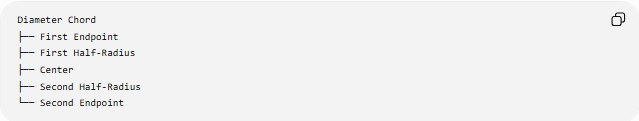 Diameter Chord
├── First Endpoint
├── First Half-Radius
├── Center
├── Second Half-Radius
└── Second Endpoint